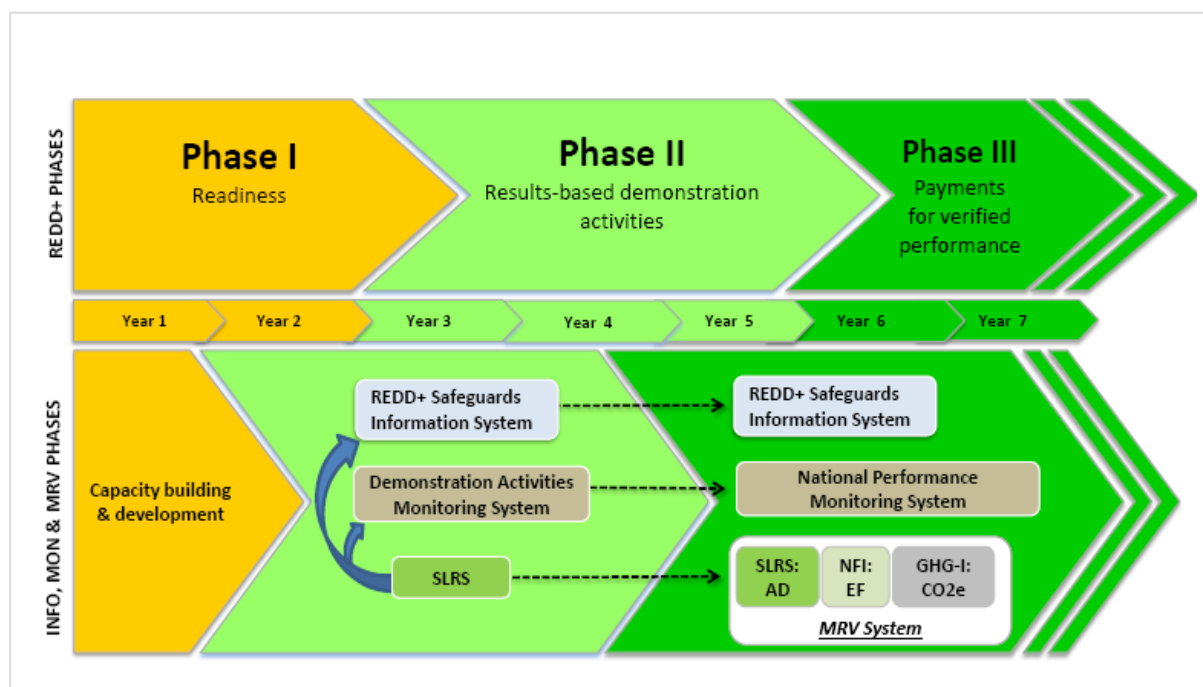 REDD+ PHASES
Phase I
Readiness
Phase II
Results-based demonstration
activities
Phase III
Payments
for verified
performance
Year 1
Year 2
Year 3
Year 4
Year 5
Year 6
Year 7
INFO, MON & MRV PHASES
Capacity building
& development
REDD+ Safeguards
Information System
Demonstration Activities
Monitoring System
SLRS
REDD+ Safeguards
Information System
National Performance
Monitoring System
SLRS:
AD
NFI:
EF
GHG-I:
CO2e
MRV System